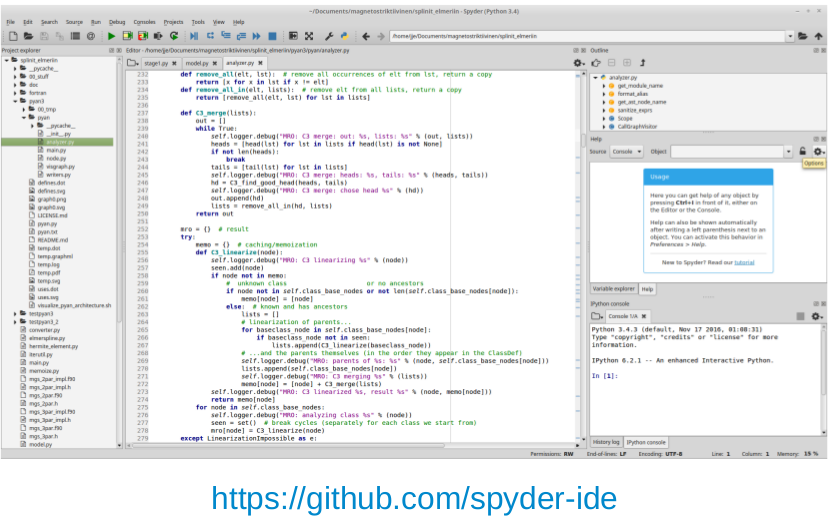 ~/Documents/magnetostriktiivinen/splinit_elmeriin - Spyder (Python 3.4)
File Edit Search Source Run Debug Consoles Projects Tools View Help
/home/jje/Documents/magnetostriktiivinen/splinit_elmeriin
Project explorer
splinit_elmeriin
__pycache__
00_stuff
doc
fortran
pyan3
00_tmp
pyan
__pycache__
__init__.py
analyzer.py
main.py
node.py
visgraph.py
writers.py
defines.dot
defines.svg
graph0.png
graph0.svg
LICENSE.md
pyan.py
pyan.txt
README.md
temp.dot
temp.graphml
temp.log
temp.pdf
temp.svg
uses.dot
uses.svg
visualize_pyan_architecture.sh
testpyan3
testpyan3_2
converter.py
elmerspline.py
hermite_element.py
iterutil.py
main.py
memoize.py
mgs_2par_impl.f90
mgs_2par_impl.h
mgs_2par.f90
mgs_2par.h
mgs_3par_impl.f90
mgs_3par_impl.h
mgs_3par.f90
mgs_3par.h
model.py
Editor - /home/jje/Documents/magnetostriktiivinen/splinit_elmeriin/pyan3/pyan/analyzer.py
stage1.py model.py analyzer.py
232 def remove_all(elt, lst): # remove all occurrences of elt from lst, return a copy
233 return [x for x in lst if x != elt]
234 def remove_all_in(elt, lists): # remove elt from all lists, return a copy
235 return [remove_all(elt, lst) for lst in lists]
236
237 def C3_merge(lists):
238 out = []
239 while True:
240 self.logger.debug("MRO: C3 merge: out: %s, lists: %s" % (out, lists))
241 heads = [head(lst) for lst in lists if head(lst) is not None]
242 if not len(heads):
243 break
244 tails = [tail(lst) for lst in lists]
245 self.logger.debug("MRO: C3 merge: heads: %s, tails: %s" % (heads, tails))
246 hd = C3_find_good_head(heads, tails)
247 self.logger.debug("MRO: C3 merge: chose head %s" % (hd))
248 out.append(hd)
249 lists = remove_all_in(hd, lists)
250 return out
251
252 mro = {} # result
253 try:
254 memo = {} # caching/memoization
255 def C3_linearize(node):
256 self.logger.debug("MRO: C3 linearizing %s" % (node))
257 seen.add(node)
258 if node not in memo:
259 # unknown class or no ancestors
260 if node not in self.class_base_nodes or not len(self.class_base_nodes[node]):
261 memo[node] = [node]
262 else: # known and has ancestors
263 lists = []
264 # linearization of parents...
265 for baseclass_node in self.class_base_nodes[node]:
266 if baseclass_node not in seen:
267 lists.append(C3_linearize(baseclass_node))
268 # ...and the parents themselves (in the order they appear in the ClassDef)
269 self.logger.debug("MRO: parents of %s: %s" % (node, self.class_base_nodes[node]))
270 lists.append(self.class_base_nodes[node])
271 self.logger.debug("MRO: C3 merging %s" % (lists))
272 memo[node] = [node] + C3_merge(lists)
273 self.logger.debug("MRO: C3 linearized %s, result %s" % (node, memo[node]))
274 return memo[node]
275 for node in self.class_base_nodes:
276 self.logger.debug("MRO: analyzing class %s" % (node))
277 seen = set() # break cycles (separately for each class we start from)
278 mro[node] = C3_linearize(node)
279 except LinearizationImpossible as e:
Outline
analyzer.py
get_module_name
format_alias
get_ast_node_name
sanitize_exprs
Scope
CallGraphVisitor
Help
Source Console Object
Options
Usage
Here you can get help of any object by
pressing Ctrl+I in front of it, either on
the Editor or the Console.
Help can also be shown automatically
after writing a left parenthesis next to an
object. You can activate this behavior in
Preferences > Help.
New to Spyder? Read our tutorial
Variable explorer Help
IPython console
Console 1/A
Python 3.4.3 (default, Nov 17 2016, 01:08:31)
Type "copyright", "credits" or "license" for more
information.
IPython 6.2.1 -- An enhanced Interactive Python.
In [1]:
History log IPython console
Permissions: RW End-of-lines: LF Encoding: UTF-8 Line: 1 Column: 1 Memory: 15 %
https://github.com/spyder-ide